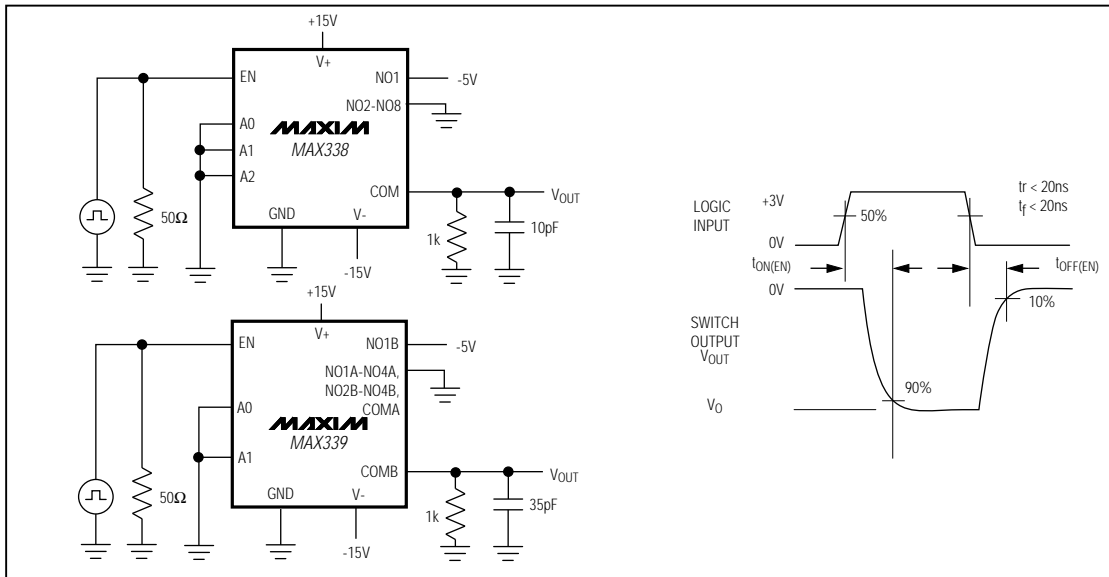 +15V
V+
EN
NO1
-5V
NO2-NO8
A0
A1
A2
MAXIM
MAX338
COM
VOUT
50Ω
GND
V-
1k
10pF
-15V
+15V
V+
EN
NO1B
-5V
NO1A-NO4A,
NO2B-NO4B,
COMA
A0
A1
MAXIM
MAX339
COMB
VOUT
50Ω
GND
V-
1k
35pF
-15V
LOGIC
INPUT
+3V
0V
50%
tr < 20ns
tf < 20ns
tON(EN)
tOFF(EN)
0V
10%
SWITCH
OUTPUT
VOUT
90%
VO